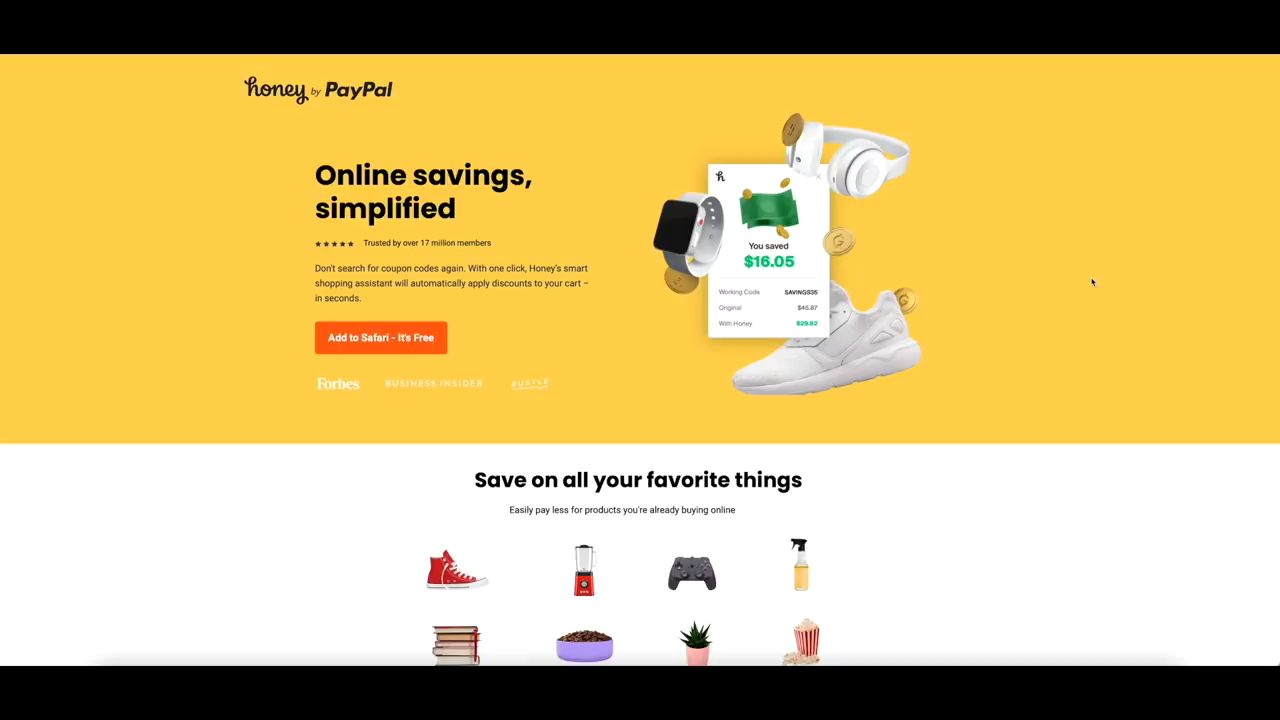 honey by PayPal
Online savings,
simplified
Trusted by over 17 million members
Don't search for coupon codes again. With one click, Honey's smart
shopping assistant will automatically apply discounts to your cart –
in seconds.
Add to Safari - It's Free
Forbes
BUSINESS INSIDER
BUSTLE
h
You saved
$16.05
Working Code SAVINGS35
Original $45.87
With Honey $29.82
Save on all your favorite things
Easily pay less for products you're already buying online